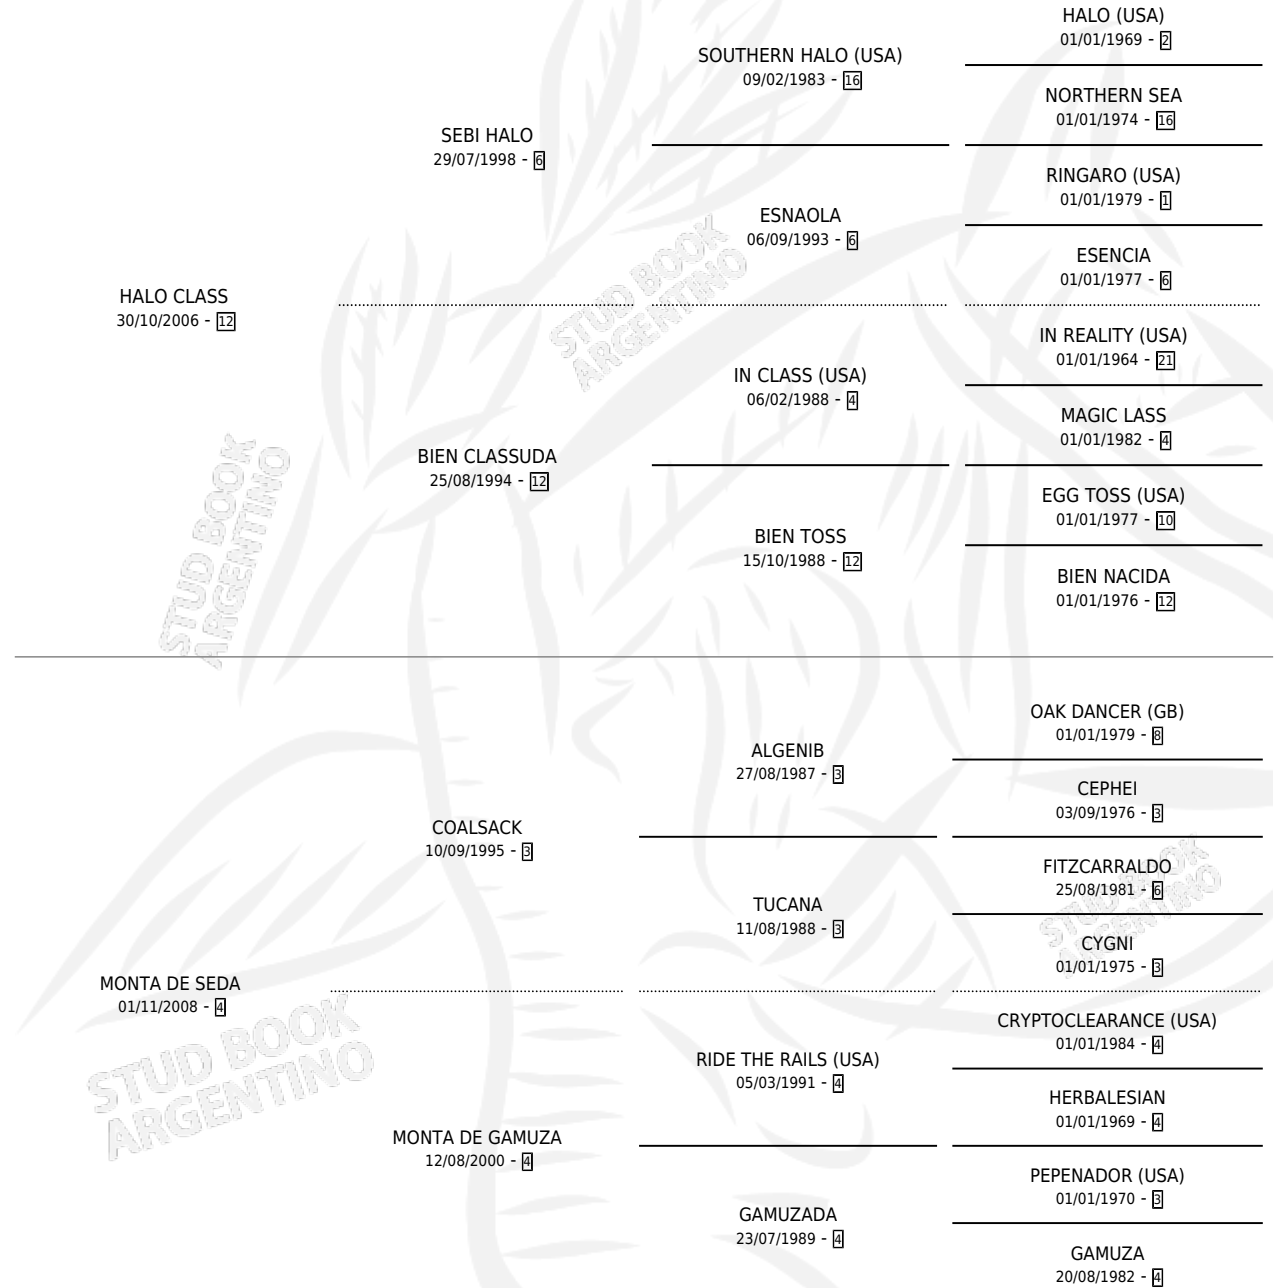 HALO (USA)
01/01/1969 - 2
SOUTHERN HALO (USA)
09/02/1983 - 16
NORTHERN SEA
01/01/1974 - 16
SEBI HALO
29/07/1998 - 6
RINGARO (USA)
01/01/1979 - 1
ESNAOLA
06/09/1993 - 6
ESENCIA
01/01/1977 - 6
STUD BOOK
ARGENTINO
HALO CLASS
30/10/2006 - 12
IN REALITY (USA)
01/01/1964 - 21
IN CLASS (USA)
06/02/1988 - 4
MAGIC LASS
01/01/1982 - 4
BIEN CLASSUDA
25/08/1994 - 12
EGG TOSS (USA)
01/01/1977 - 10
BIEN TOSS
15/10/1988 - 12
BIEN NACIDA
01/01/1976 - 12
STUD BOOK
ARGENTINO
OAK DANCER (GB)
01/01/1979 - 8
ALGENIB
27/08/1987 - 3
CEPHEI
03/09/1976 - 3
COALSACK
10/09/1995 - 3
FITZCARRALDO
25/08/1981 - 6
TUCANA
11/08/1988 - 3
CYGNI
01/01/1975 - 3
STUD BOOK
ARGENTINO
MONTA DE SEDA
01/11/2008 - 4
CRYPTOCLEARANCE (USA)
01/01/1984 - 4
RIDE THE RAILS (USA)
05/03/1991 - 4
HERBALESIAN
01/01/1969 - 4
STUD BOOK
ARGENTINO
MONTA DE GAMUZA
12/08/2000 - 4
PEPENADOR (USA)
01/01/1970 - 3
GAMUZADA
23/07/1989 - 4
GAMUZA
20/08/1982 - 4